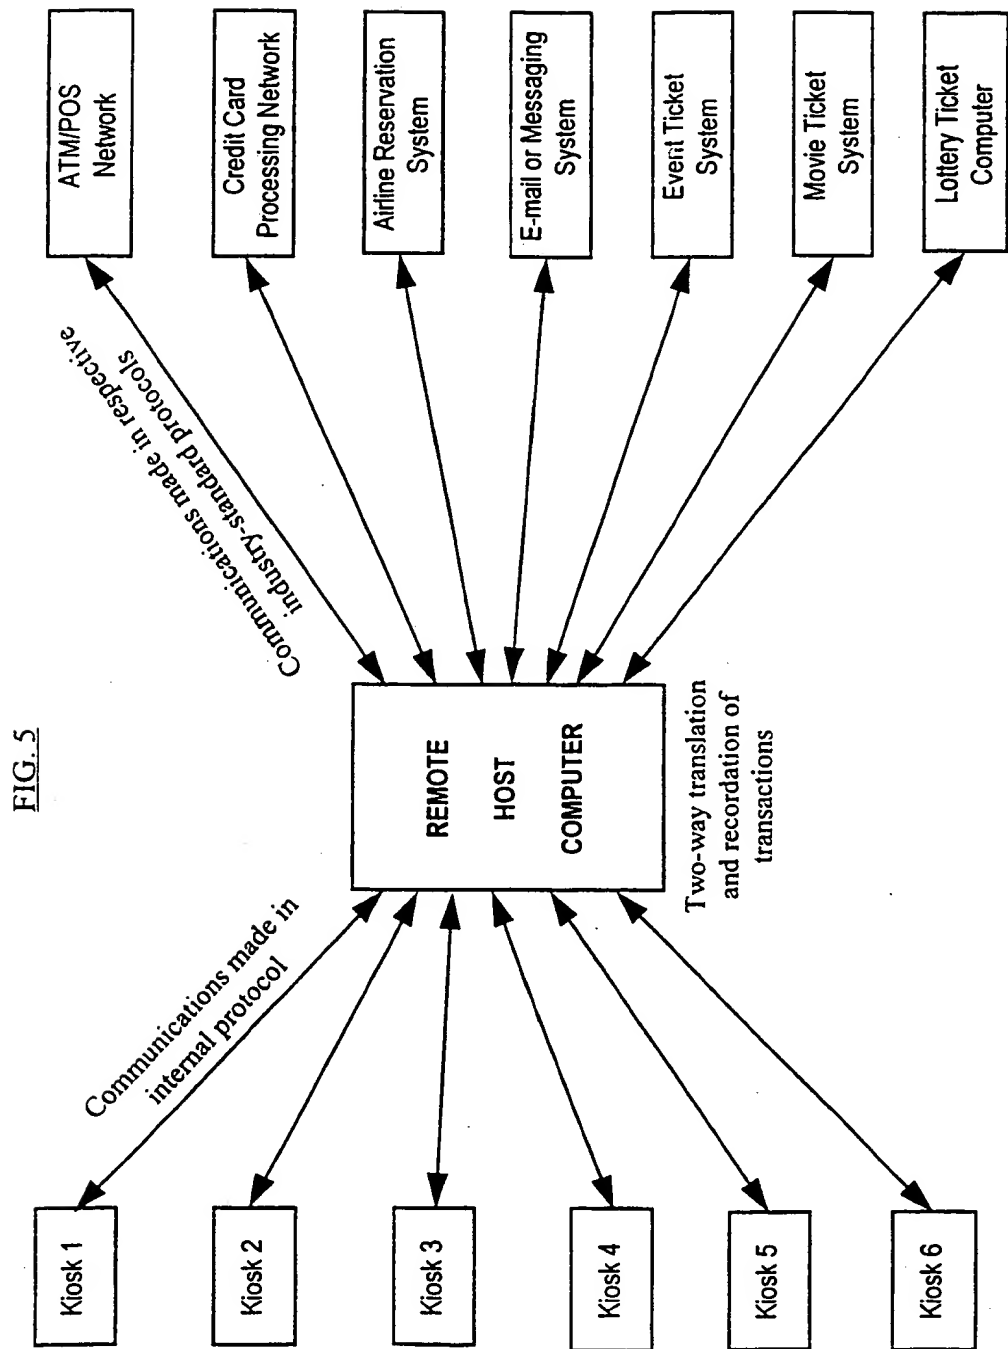 FIG. 5
Kiosk 1
Kiosk 2
Kiosk 3
Kiosk 4
Kiosk 5
Kiosk 6
Communications made in
internal protocol
REMOTE
HOST
COMPUTER
Two-way translation
and recordation of
transactions
Communications made in respective
industry-standard protocols
ATM/POS
Network
Credit Card
Processing Network
Airline Reservation
System
E-mail or Messaging
System
Event Ticket
System
Movie Ticket
System
Lottery Ticket
Computer